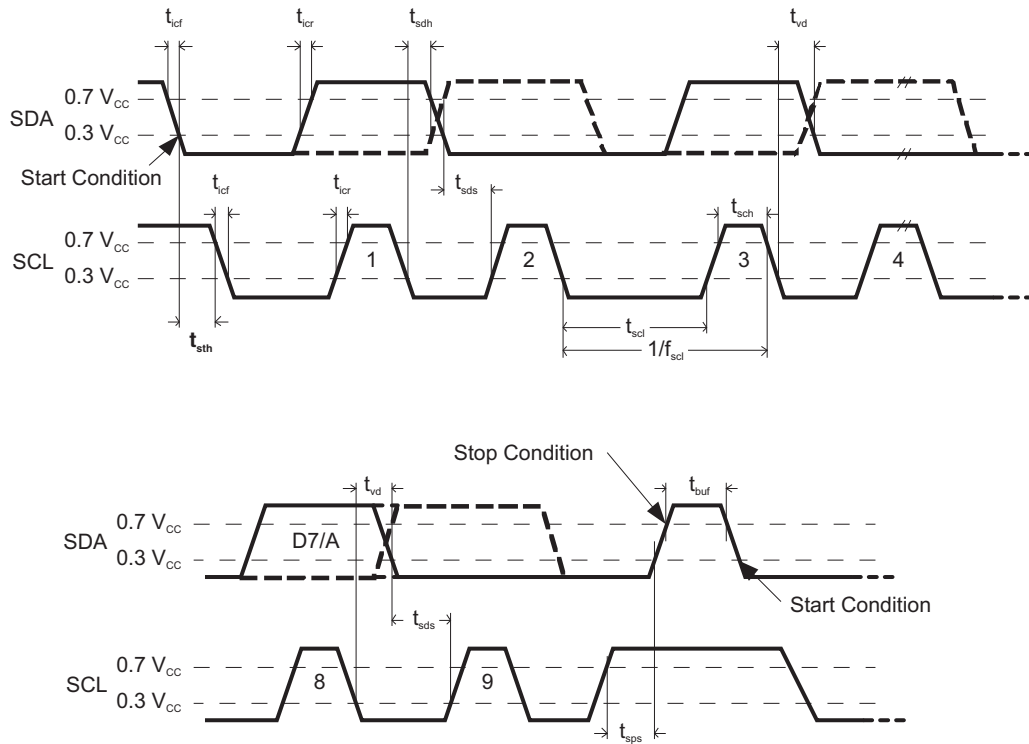 t_icf t_icr t_sdh t_vd
0.7 V_CC
SDA
0.3 V_CC
Start Condition
t_icf t_icr t_sds t_sch
0.7 V_CC
SCL 1 2 3 4
0.3 V_CC
t_sth
t_scl
1/f_scl
Stop Condition
t_vd t_buf
0.7 V_CC
SDA D7/A
0.3 V_CC
Start Condition
t_sds
0.7 V_CC
SCL 8 9
0.3 V_CC
t_sps